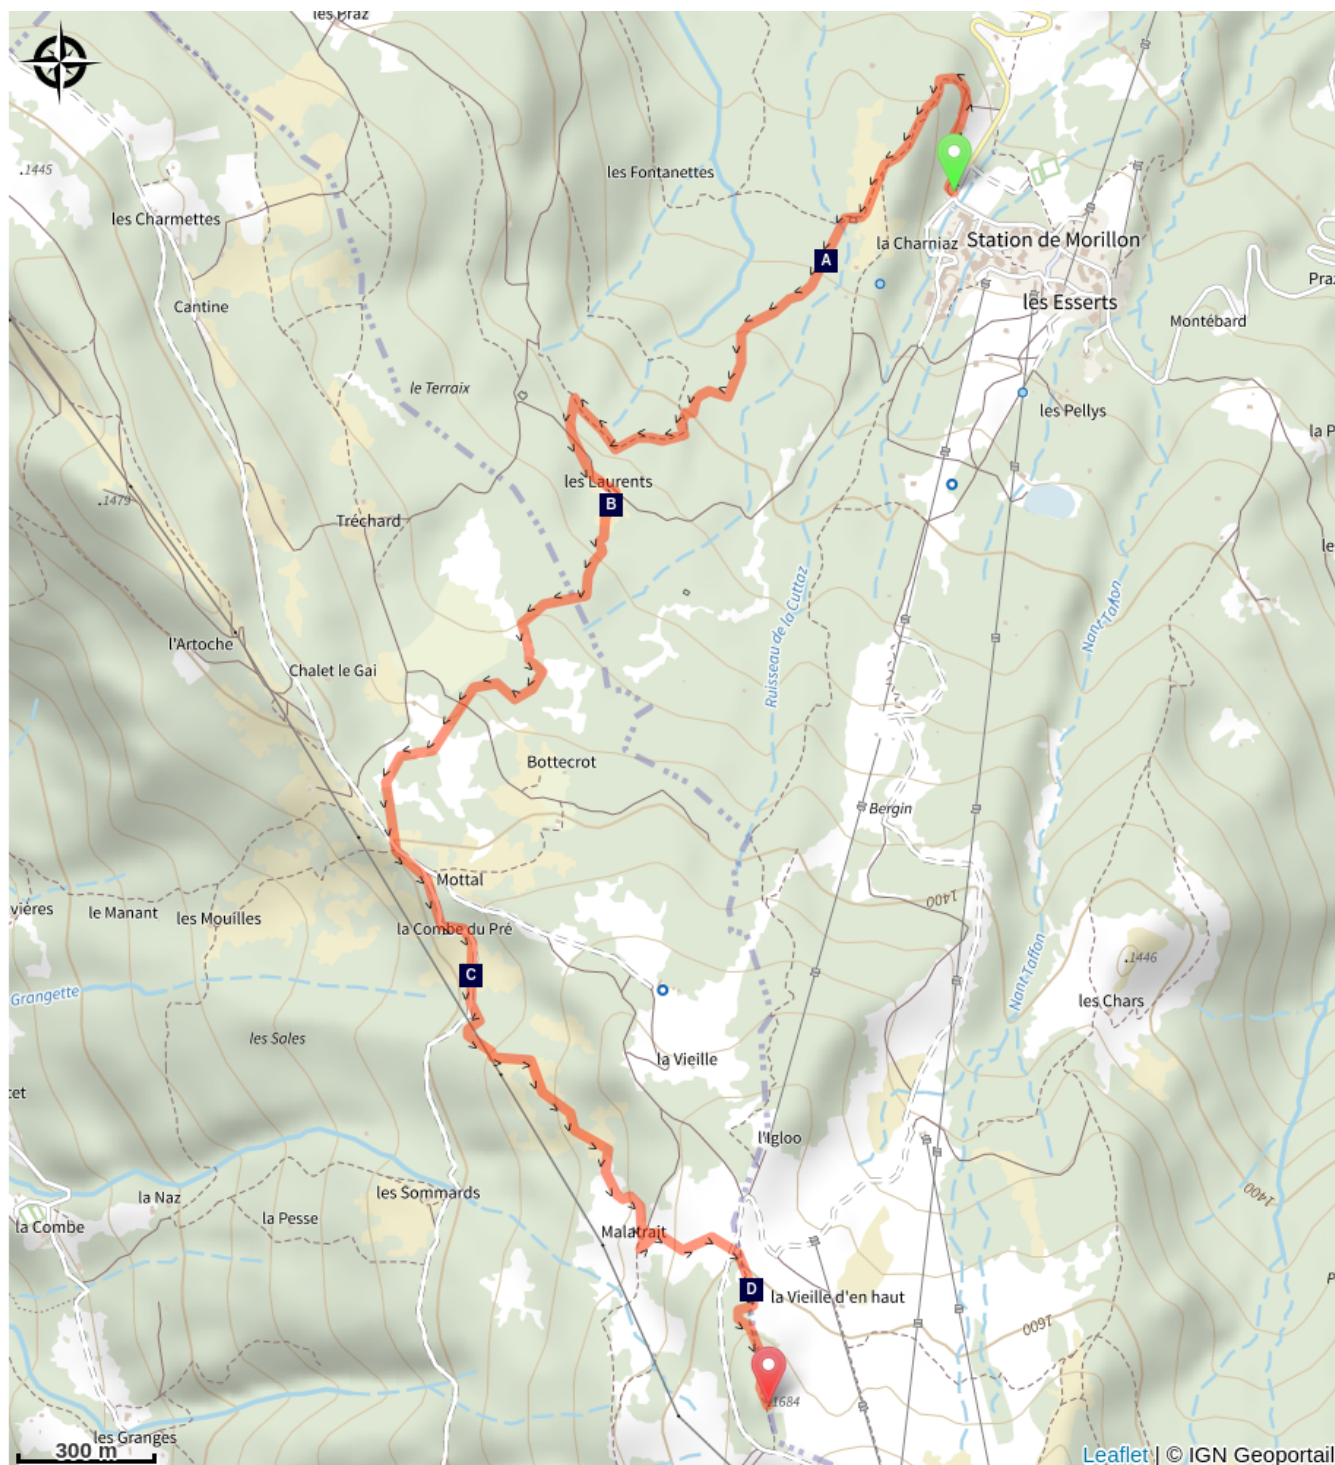 les Praz
.1445
les Fontanettes
les Charmettes
la Charniaz
Station de Morillon
A
Praz
Cantine
les Esserts
Montébard
le Terraix
les Pellys
la P
les Laurents
.1479
B
Tréchard
les
Ruisseau de la Cuttaz
Nant Taffon
l'Artoche
Chalet le Gai
Bottecrot
Bergin
Mottal
1400
vières
le Manant
les Mouilles
la Combe du Pré
C
.1446
Grangette
Nant Taffon
les Chars
les Soles
la Vieille
cet
l'Igloo
la Naz
les Sommards
1400
la Combe
la Pesse
Malatrait
D
la Vieille d'en haut
P
1600
.1684
les Granges
300 m
Leaflet | © IGN Geoportail